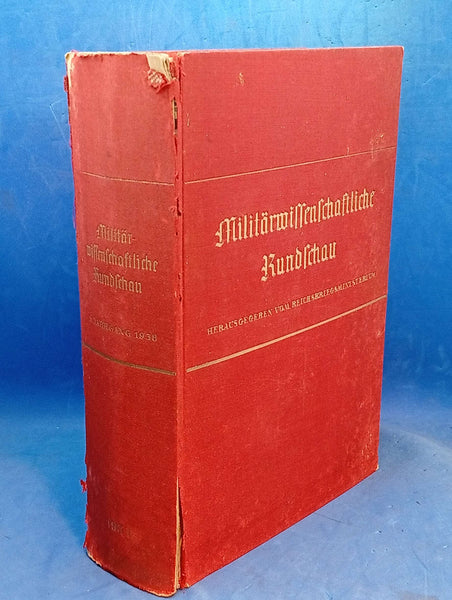 Militär-
wissenschaftliche
Rundschau
JAHRGANG 1938
Militärwissenschaftliche
Rundschau
HERAUSGEGEBEN VOM REICHSKRIEGSMINISTERIUM